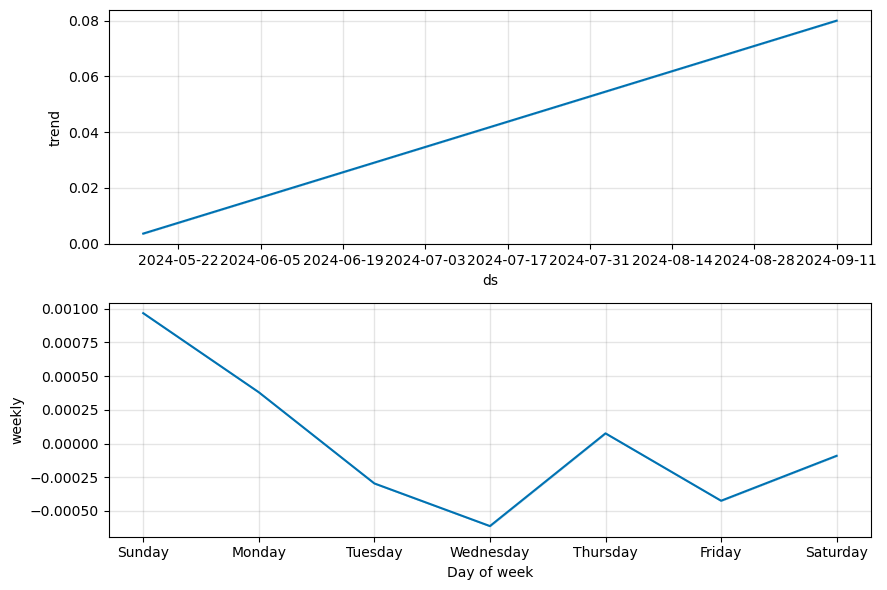 0.08
0.06
0.04
0.02
0.00
trend
2024-05-22 2024-06-05 2024-06-19 2024-07-03 2024-07-17 2024-07-31 2024-08-14 2024-08-28 2024-09-11
ds
0.00100
0.00075
0.00050
0.00025
0.00000
−0.00025
−0.00050
weekly
Sunday Monday Tuesday Wednesday Thursday Friday Saturday
Day of week